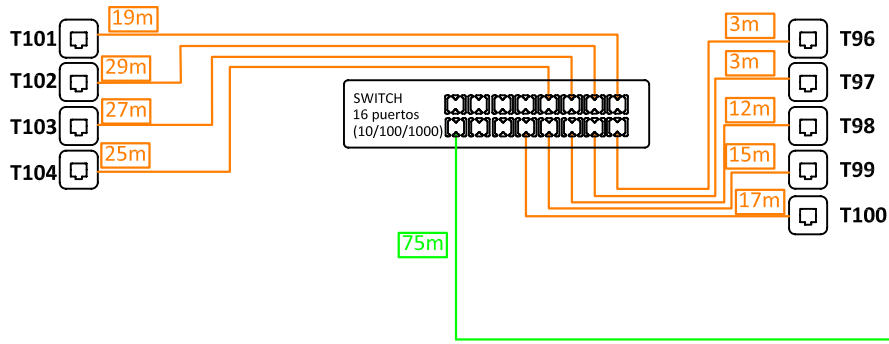 19m
T101
29m
T102
27m
T103
25m
T104
SWITCH
16 puertos
(10/100/1000)
3m
T96
3m
T97
12m
T98
15m
T99
17m
T100
75m